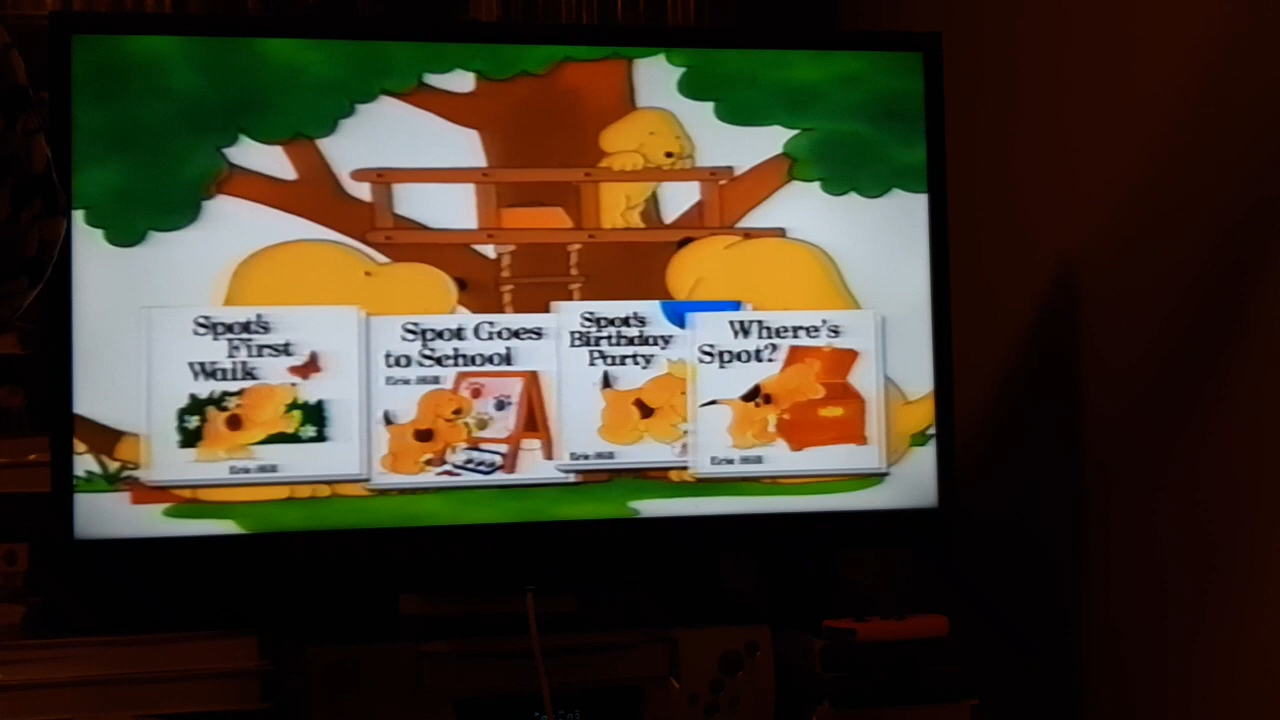 Spot's
First
Walk
Eric Hill
Spot Goes
to School
Eric Hill
Spot's
Birthday
Party
Eric Hill
Where's
Spot?
Eric Hill